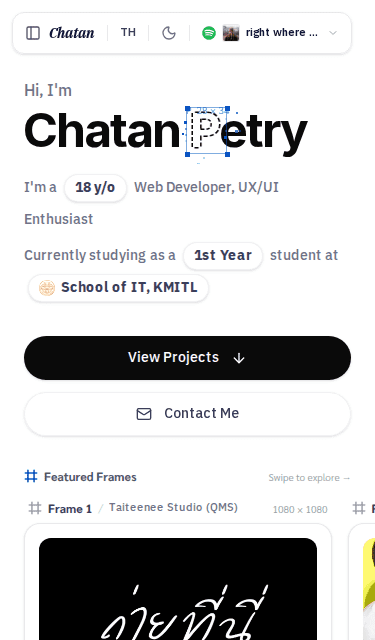 Chatan
TH
right where ...
Hi, I'm
Chatan Petry
I'm a 18 y/o Web Developer, UX/UI
Enthusiast
Currently studying as a 1st Year student at
School of IT, KMITL
View Projects ↓
Contact Me
Featured Frames
Swipe to explore →
Frame 1 / Taiteenee Studio (QMS)
1080 x 1080
ถ่ายที่นี่